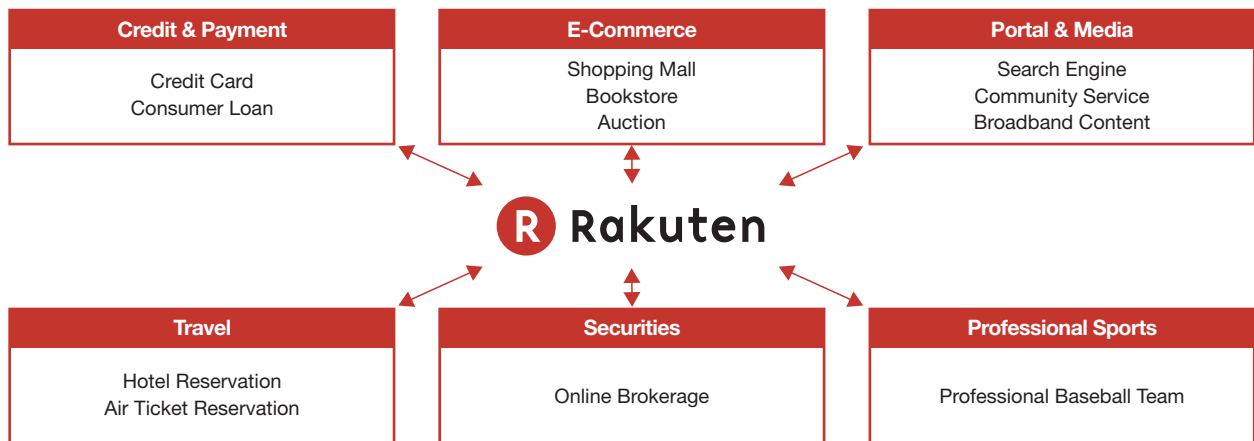 Credit & Payment
Credit Card
Consumer Loan
E-Commerce
Shopping Mall
Bookstore
Auction
Portal & Media
Search Engine
Community Service
Broadband Content
R Rakuten
Travel
Hotel Reservation
Air Ticket Reservation
Securities
Online Brokerage
Professional Sports
Professional Baseball Team